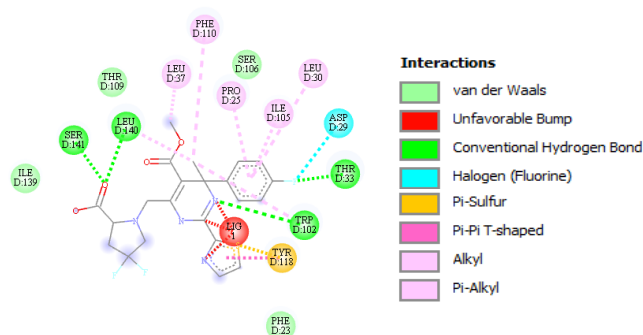 PHE
D:110
THR
D:109
LEU
D:37
SER
D:106
LEU
D:30
PRO
D:25
ILE
D:105
ASP
D:29
SER
D:141
LEU
D:140
THR
D:33
ILE
D:139
TRP
D:102
LIG
:1
TYR
D:118
PHE
D:23
Interactions
van der Waals
Unfavorable Bump
Conventional Hydrogen Bond
Halogen (Fluorine)
Pi-Sulfur
Pi-Pi T-shaped
Alkyl
Pi-Alkyl